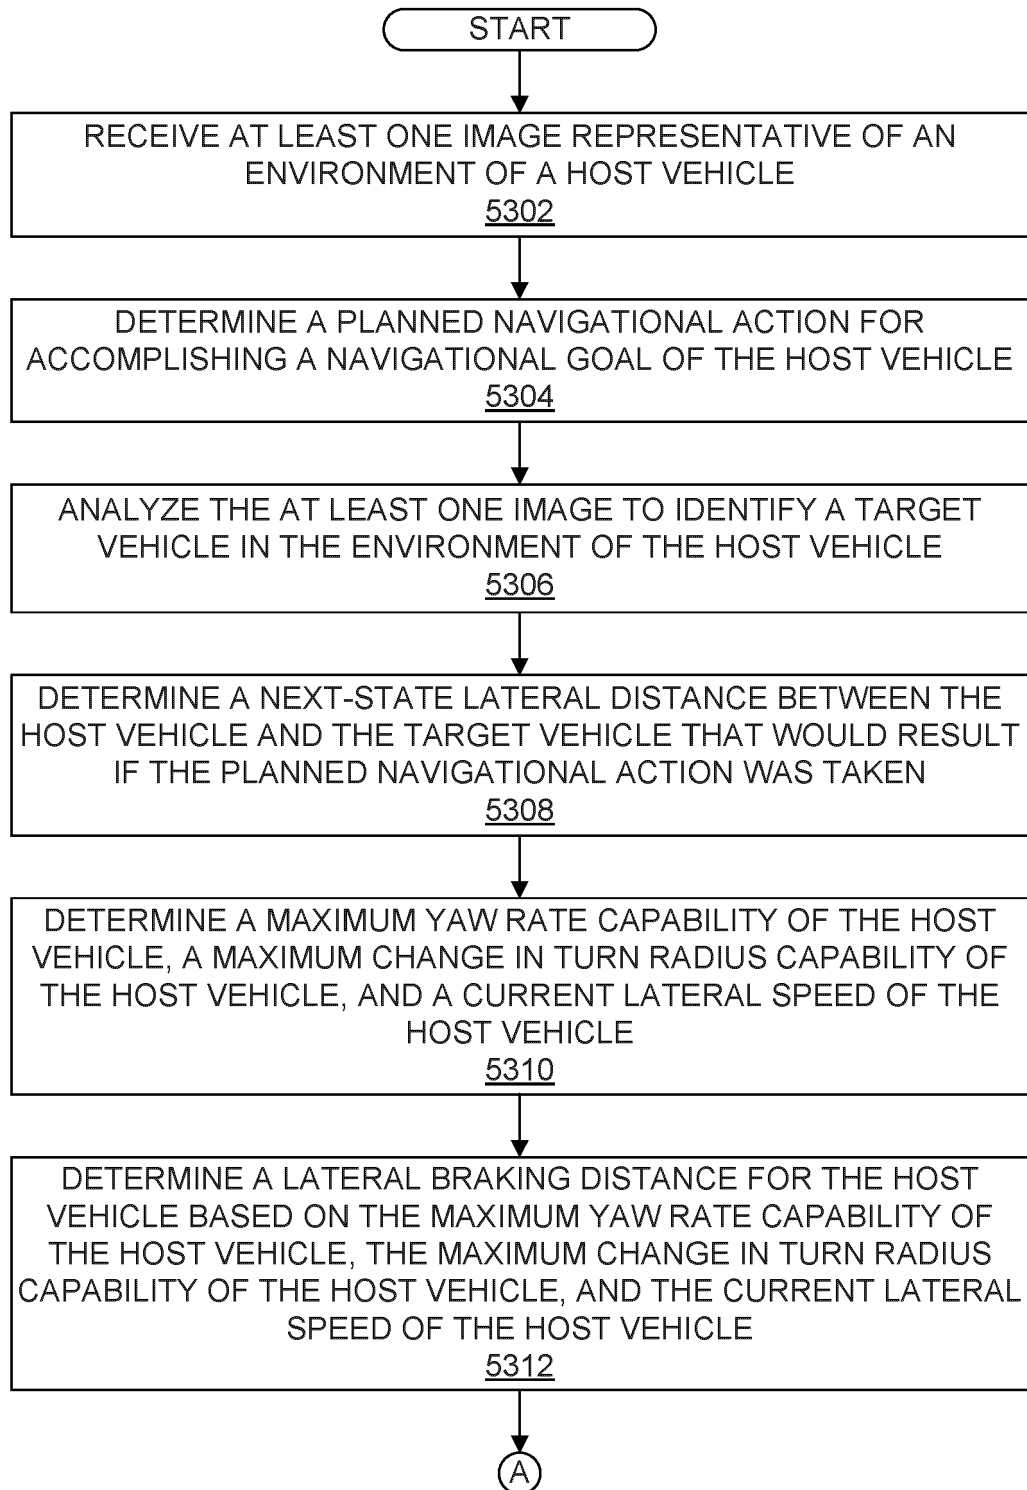 START
RECEIVE AT LEAST ONE IMAGE REPRESENTATIVE OF AN
ENVIRONMENT OF A HOST VEHICLE
5302
DETERMINE A PLANNED NAVIGATIONAL ACTION FOR
ACCOMPLISHING A NAVIGATIONAL GOAL OF THE HOST VEHICLE
5304
ANALYZE THE AT LEAST ONE IMAGE TO IDENTIFY A TARGET
VEHICLE IN THE ENVIRONMENT OF THE HOST VEHICLE
5306
DETERMINE A NEXT-STATE LATERAL DISTANCE BETWEEN THE
HOST VEHICLE AND THE TARGET VEHICLE THAT WOULD RESULT
IF THE PLANNED NAVIGATIONAL ACTION WAS TAKEN
5308
DETERMINE A MAXIMUM YAW RATE CAPABILITY OF THE HOST
VEHICLE, A MAXIMUM CHANGE IN TURN RADIUS CAPABILITY OF
THE HOST VEHICLE, AND A CURRENT LATERAL SPEED OF THE
HOST VEHICLE
5310
DETERMINE A LATERAL BRAKING DISTANCE FOR THE HOST
VEHICLE BASED ON THE MAXIMUM YAW RATE CAPABILITY OF
THE HOST VEHICLE, THE MAXIMUM CHANGE IN TURN RADIUS
CAPABILITY OF THE HOST VEHICLE, AND THE CURRENT LATERAL
SPEED OF THE HOST VEHICLE
5312
A